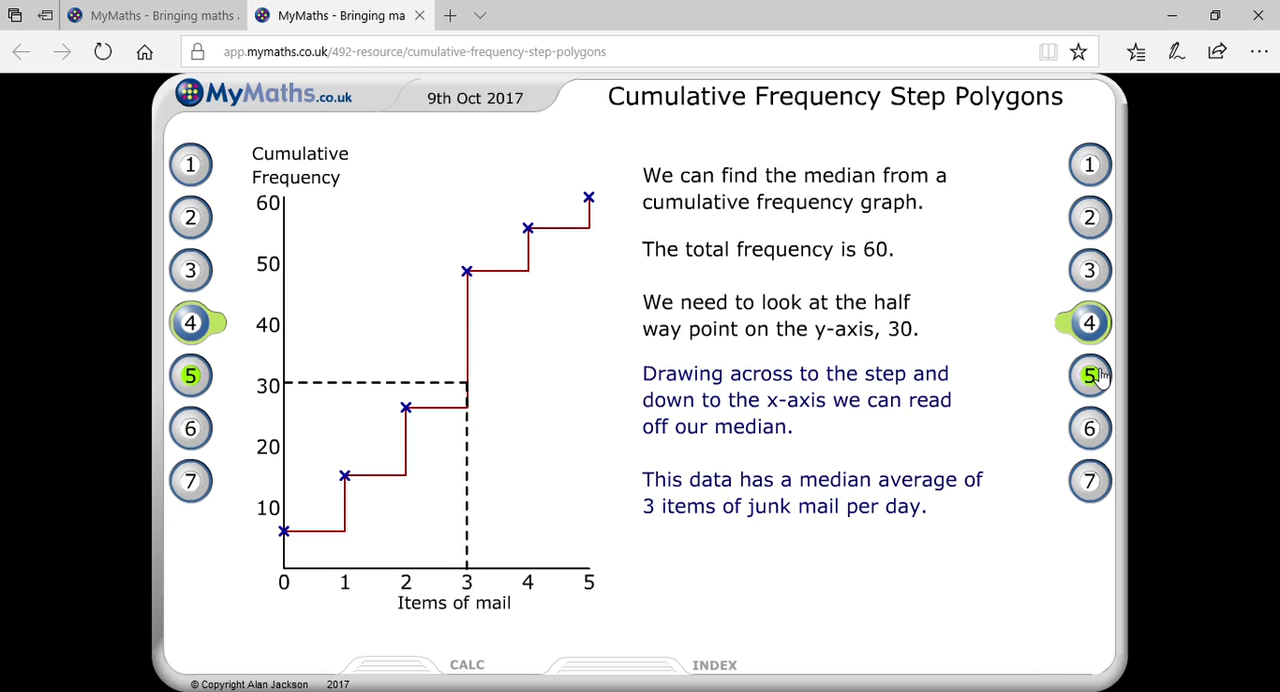 MyMaths - Bringing maths a
MyMaths - Bringing ma
app.mymaths.co.uk/492-resource/cumulative-frequency-step-polygons
MyMaths.co.uk
9th Oct 2017
Cumulative Frequency Step Polygons
1
2
3
4
5
6
7
Cumulative
Frequency
60
50
40
30
20
10
0 1 2 3 4 5
Items of mail
We can find the median from a
cumulative frequency graph.
The total frequency is 60.
We need to look at the half
way point on the y-axis, 30.
Drawing across to the step and
down to the x-axis we can read
off our median.
This data has a median average of
3 items of junk mail per day.
1
2
3
4
5
6
7
CALC
INDEX
© Copyright Alan Jackson 2017